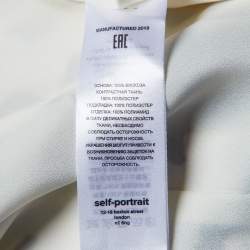 MANUFACTURED 2019
EAC
ОСНОВА: 100% ВИСКОЗА
КОНТРАСТНАЯ ТКАНЬ:
100% ПОЛИЭСТЕР
ПОДКЛАДКА: 100% ПОЛИЭСТЕР
ОТДЕЛКА: 100% ПОЛИАМИД
В СИЛУ ДЕЛИКАТНЫХ СВОЙСТВ
ТКАНИ, НЕОБХОДИМО
СОБЛЮДАТЬ ОСТОРОЖНОСТЬ
ПРИ СТИРКЕ И НОСКЕ.
УКРАШЕНИЯ МОГУТ ПРИВЕСТИ К
ВОЗНИКНОВЕНИЮ ЗАЦЕПОК НА
ТКАНИ, ПРОСЬБА СОБЛЮДАТЬ
ОСТОРОЖНОСТЬ.
self-portrait
street
london